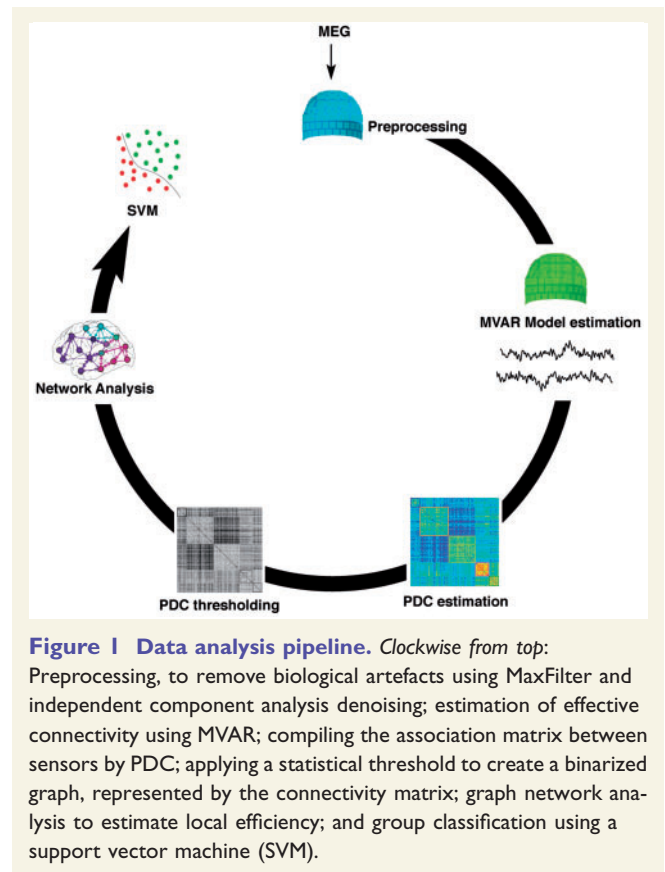 MEG
Preprocessing
MVAR Model estimation
PDC estimation
PDC thresholding
Network Analysis
SVM
Figure 1 Data analysis pipeline. Clockwise from top:
Preprocessing, to remove biological artefacts using MaxFilter and
independent component analysis denoising; estimation of effective
connectivity using MVAR; compiling the association matrix between
sensors by PDC; applying a statistical threshold to create a binarized
graph, represented by the connectivity matrix; graph network ana-
lysis to estimate local efficiency; and group classification using a
support vector machine (SVM).